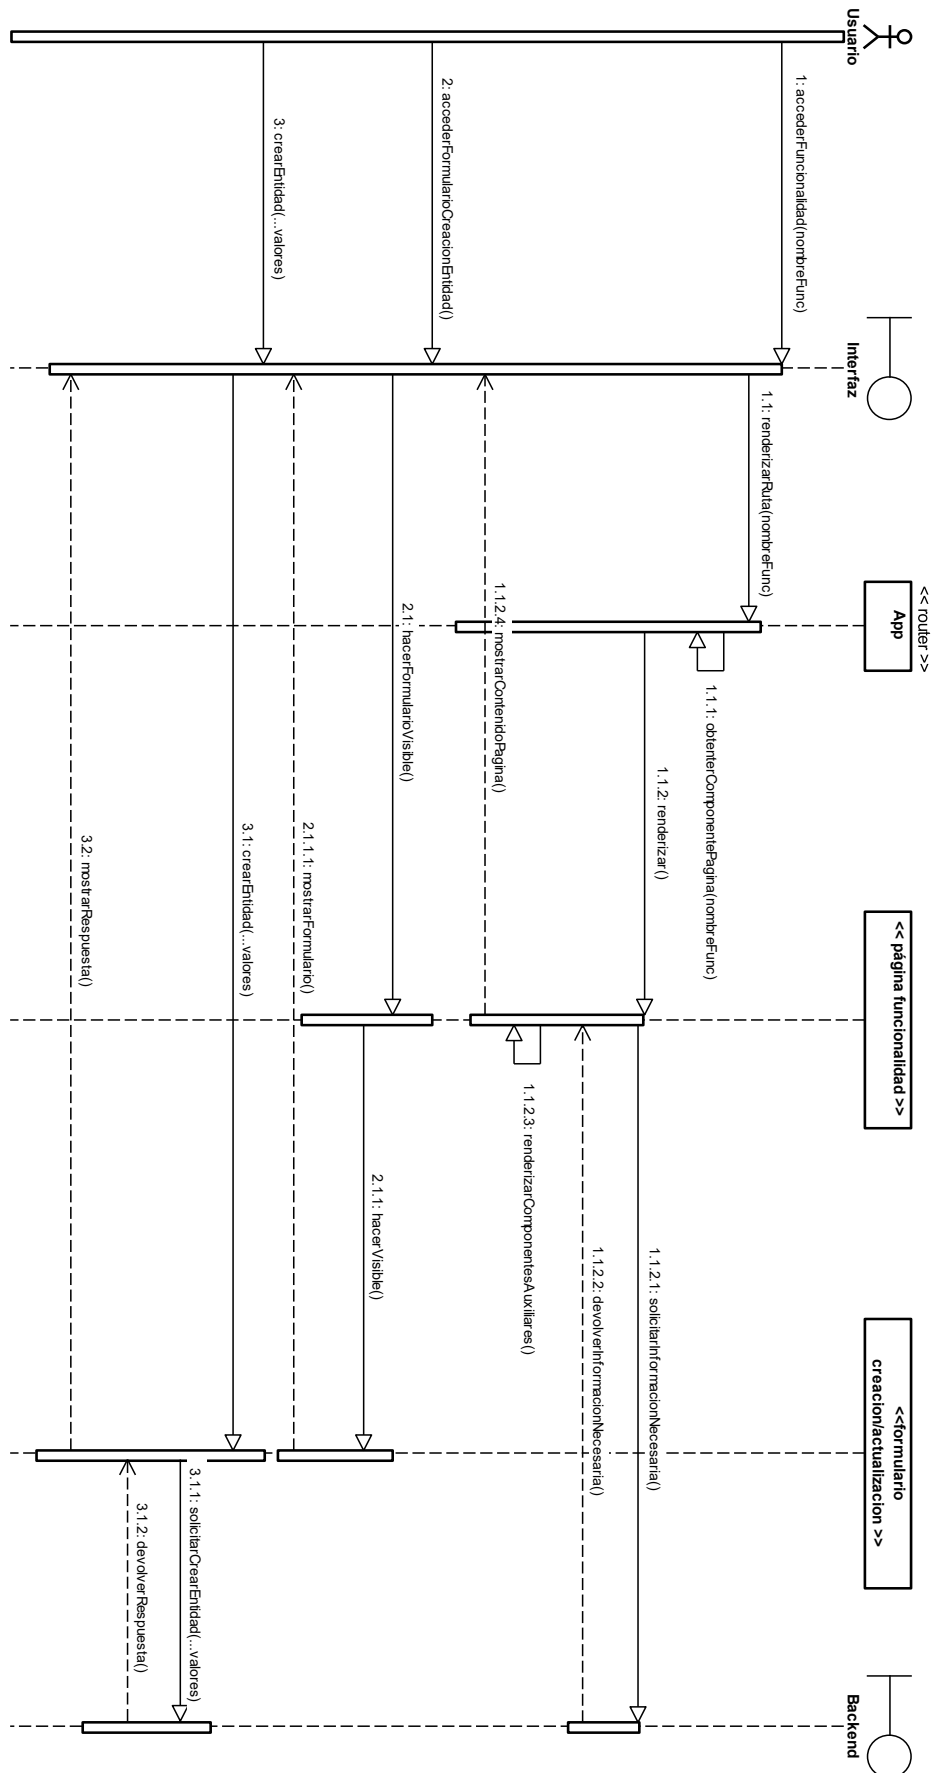 Usuario
Interfaz
<< router >>
App
<< página funcionalidad >>
<<formulario
creacion/actualizacion >>
Backend
1: accederFuncionalidad(nombreFunc)
1.1: renderizarRuta(nombreFunc)
1.1.1: obtenterComponentePagina(nombreFunc)
1.1.2: renderizar()
1.1.2.1: solicitarInformacionNecesaria()
1.1.2.2: devolverInformacionNecesaria()
1.1.2.3: renderizarComponentesAuxiliares()
1.1.2.4: mostrarContenidoPagina()
2: accederFormularioCreacionEntidad()
2.1: hacerFormularioVisible()
2.1.1: hacerVisible()
2.1.1.1: mostrarFormulario()
3: crearEntidad(...valores)
3.1: crearEntidad(...valores)
3.1.1: solicitarCrearEntidad(...valores)
3.1.2: devolverRespuesta()
3.2: mostrarRespuesta()